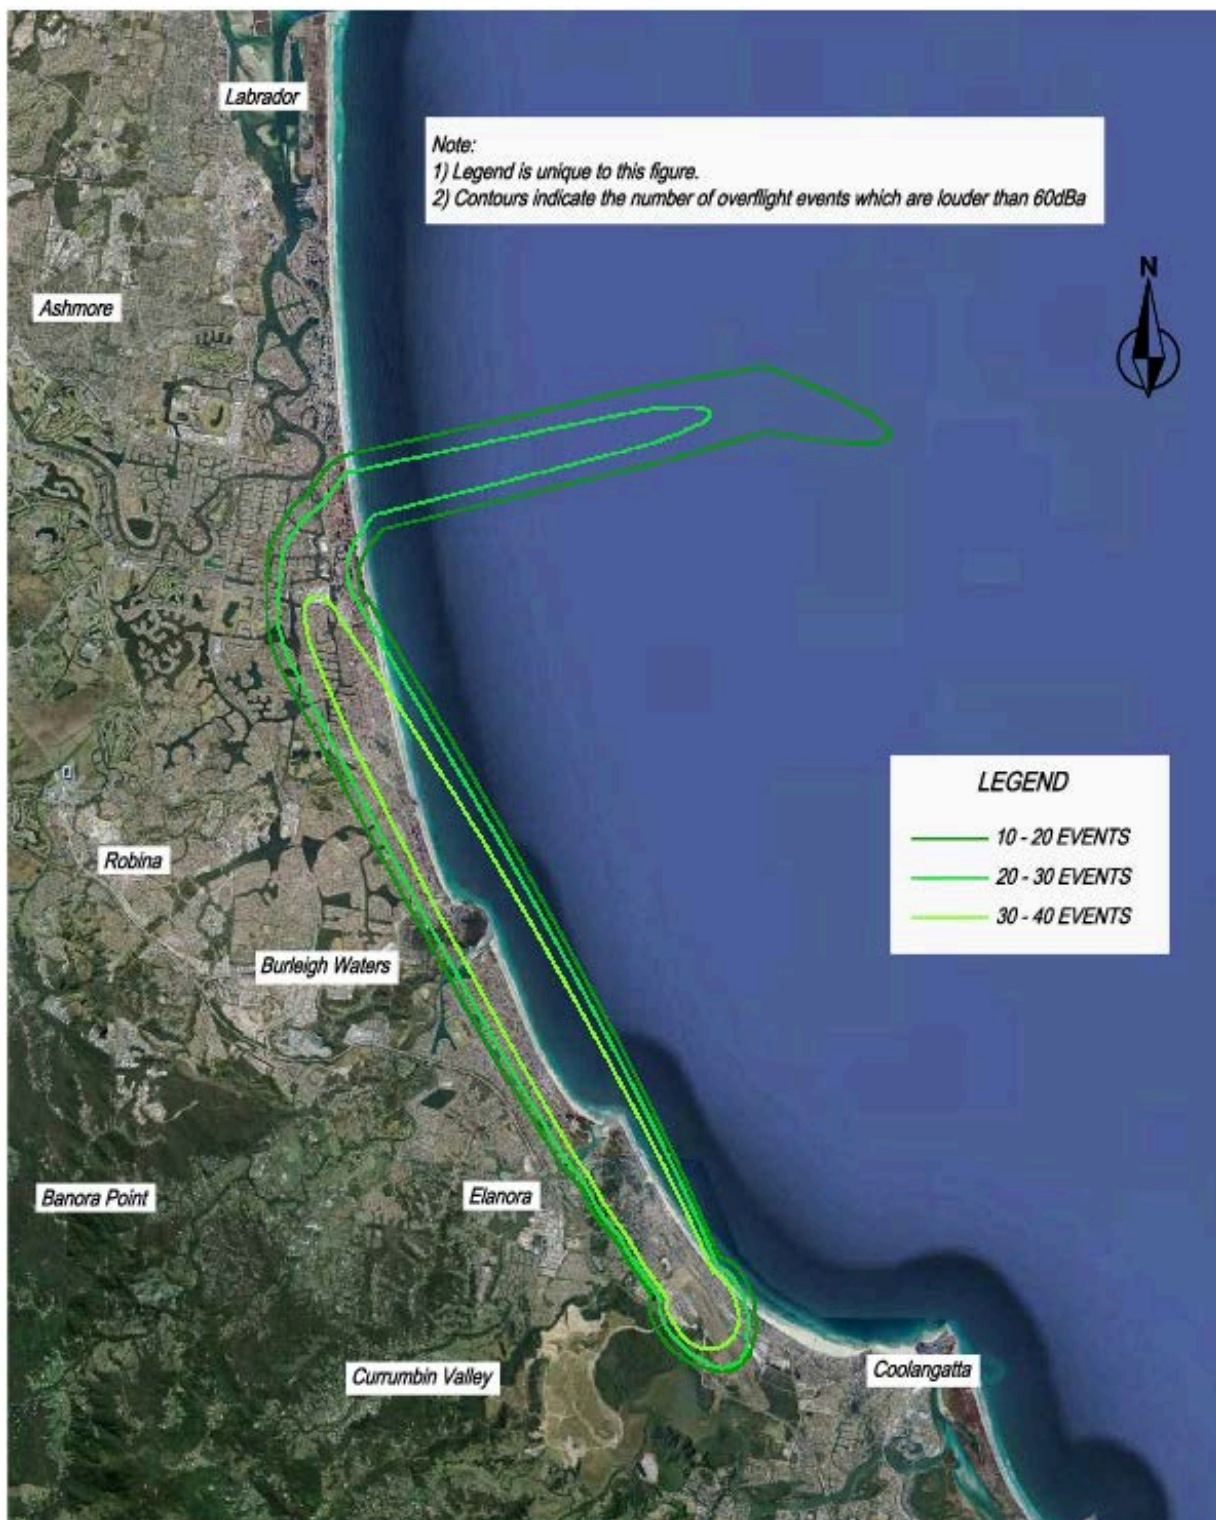 Labrador
Note:
1) Legend is unique to this figure.
2) Contours indicate the number of overflight events which are louder than 60dBa
N
Ashmore
LEGEND
10 - 20 EVENTS
20 - 30 EVENTS
30 - 40 EVENTS
Robina
Burleigh Waters
Banora Point
Elanora
Currumbin Valley
Coolangatta